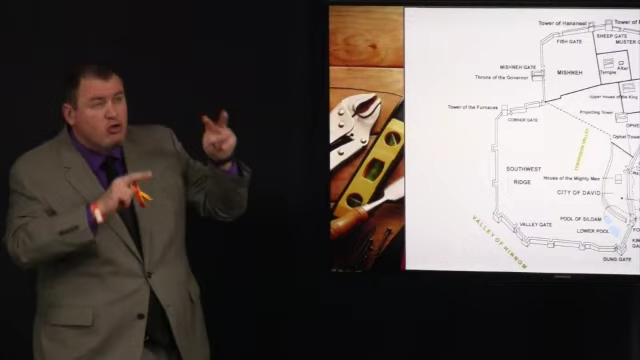 Tower of Hananeel
SHEEP GATE
FISH GATE
MUSTER
MISHNEH GATE
MISHNEH
Altar
Temple
Throne of the Governor
Upper House of the King
Tower of the Furnaces
Projecting Tower
CORNER GATE
OPHEL
Ophel Tower
SOUTHWEST
RIDGE
House of the Mighty Men
CITY OF DAVID
POOL OF SILOAM
VALLEY GATE
LOWER POOL
VALLEY OF HINNOM
DUNG GATE